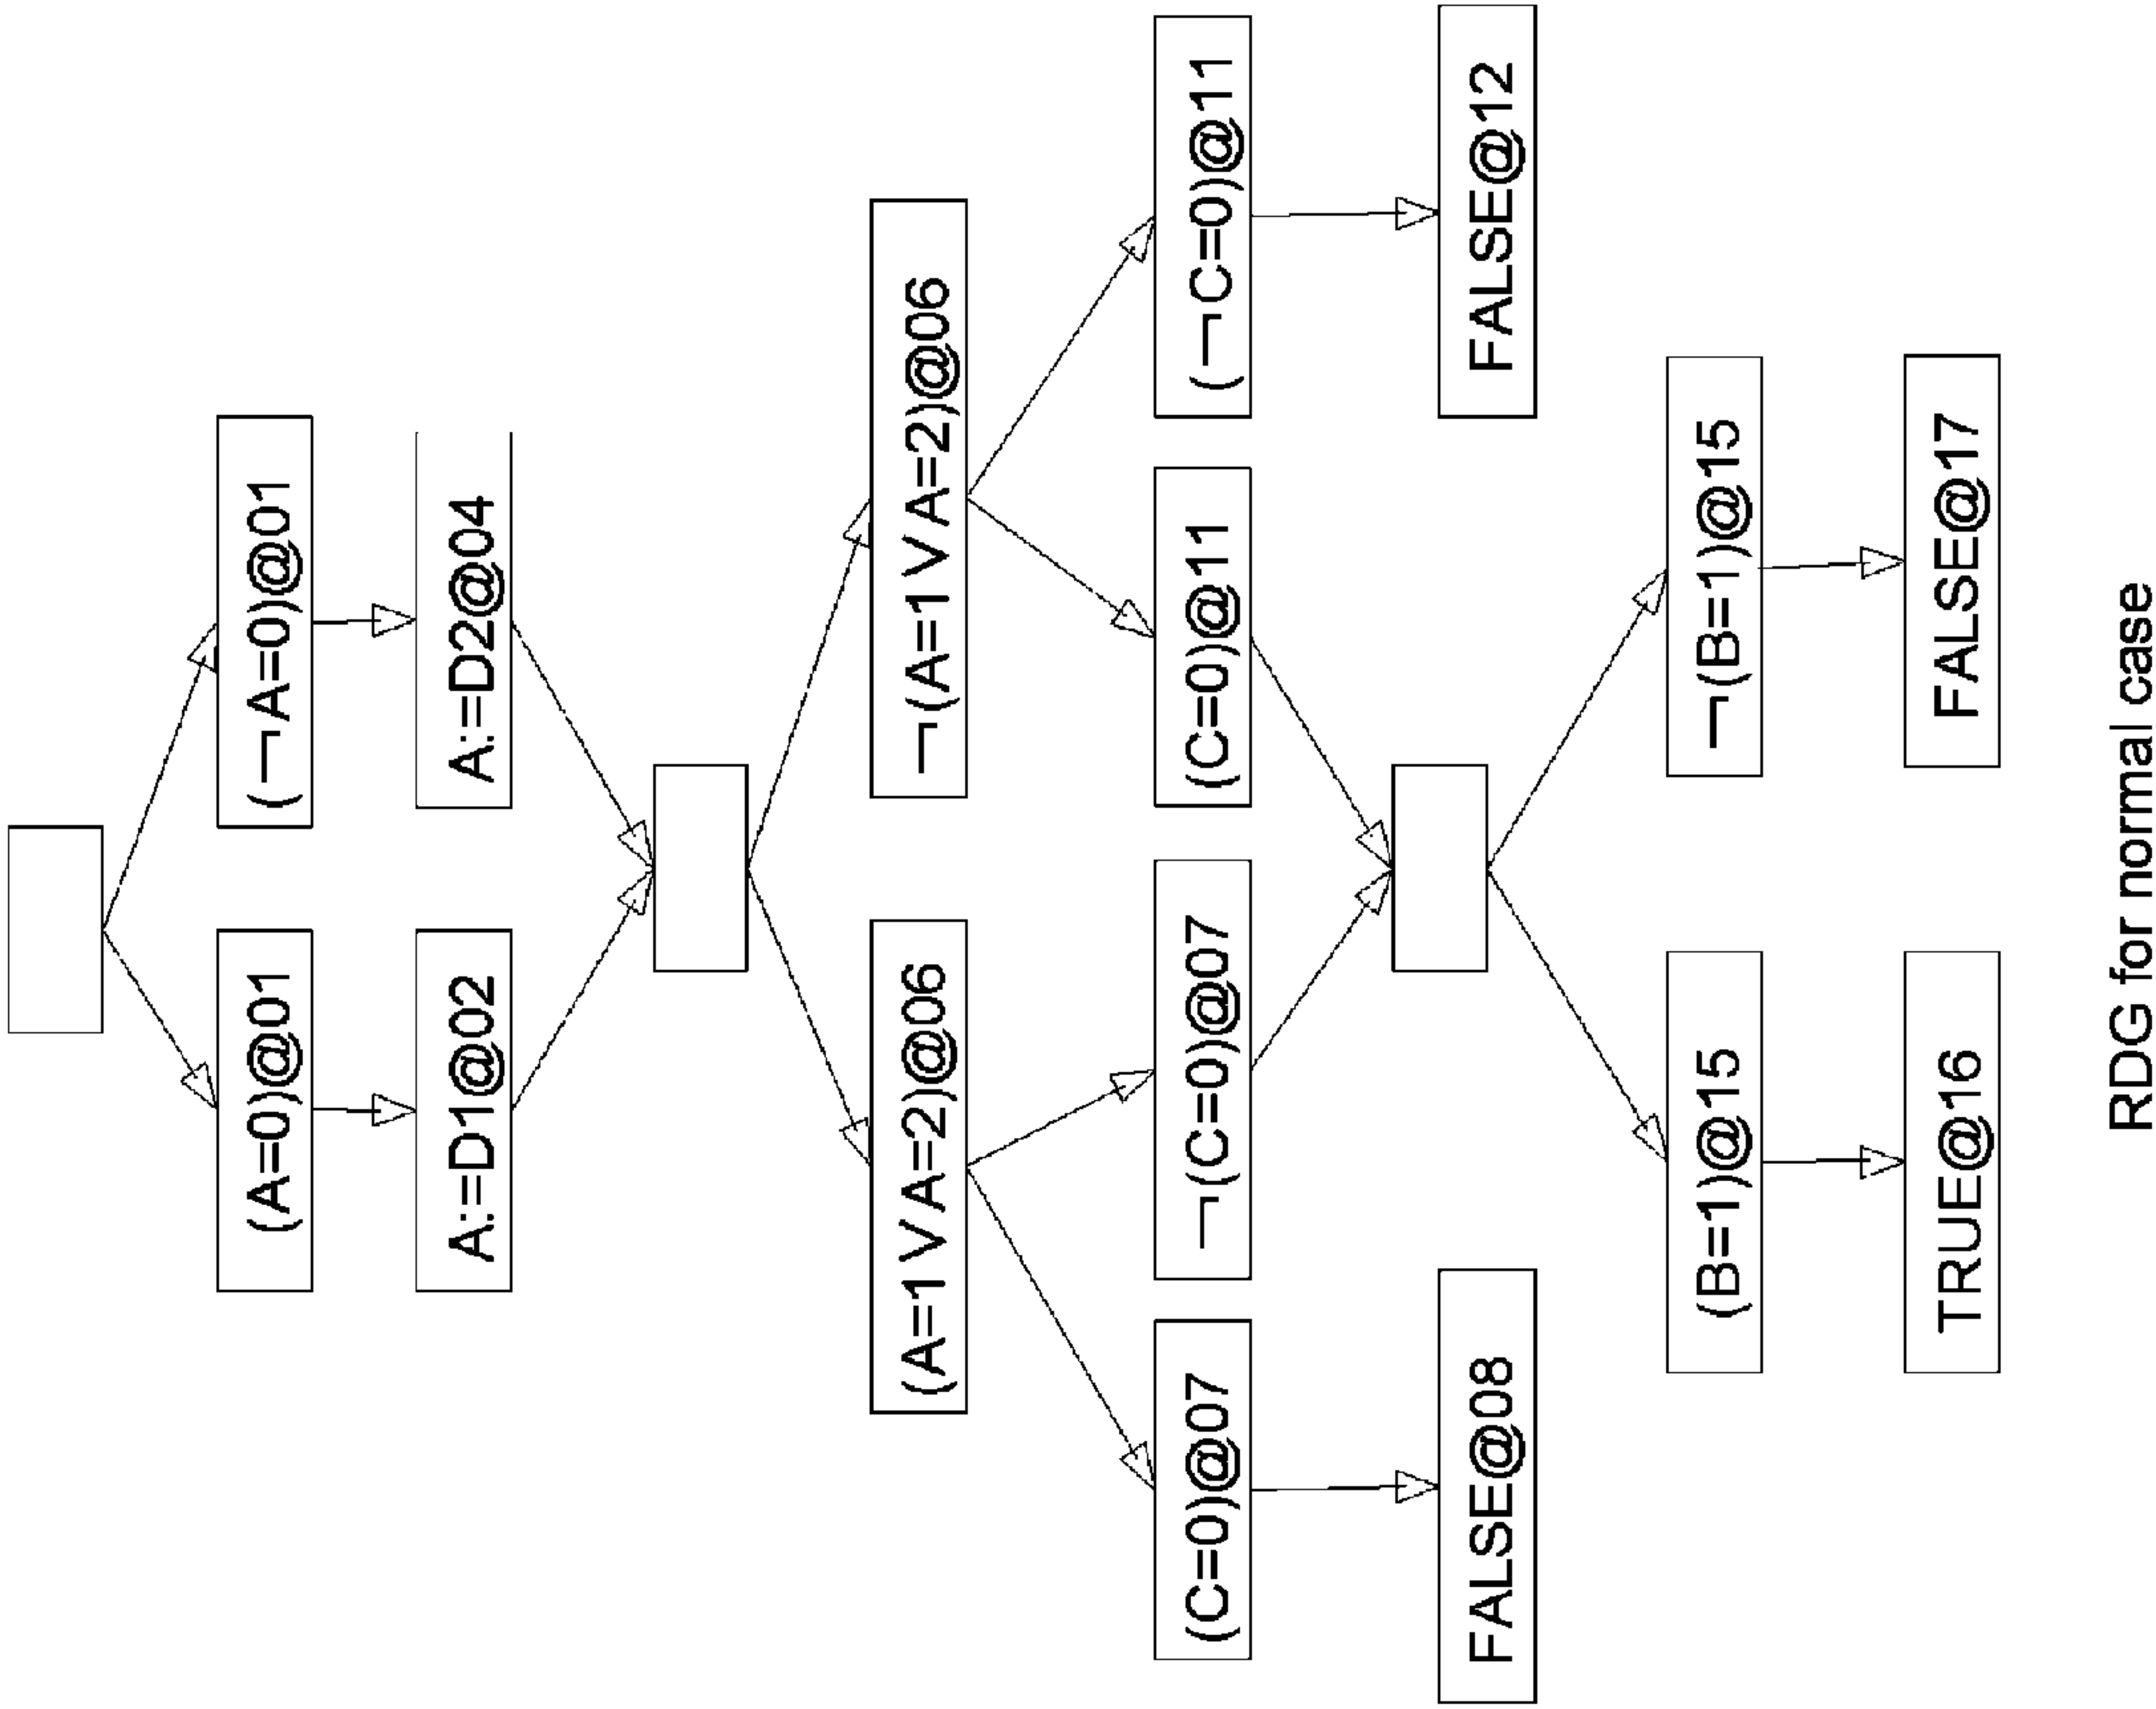 (A=0)@01
(¬A=0)@01
A:=D1@02
A:=D2@04
(A=1∨A=2)@06
¬(A=1∨A=2)@06
(C=0)@07
¬(C=0)@07
(C=0)@11
(¬C=0)@11
FALSE@08
FALSE@12
(B=1)@15
¬(B=1)@15
TRUE@16
FALSE@17
RDG for normal case